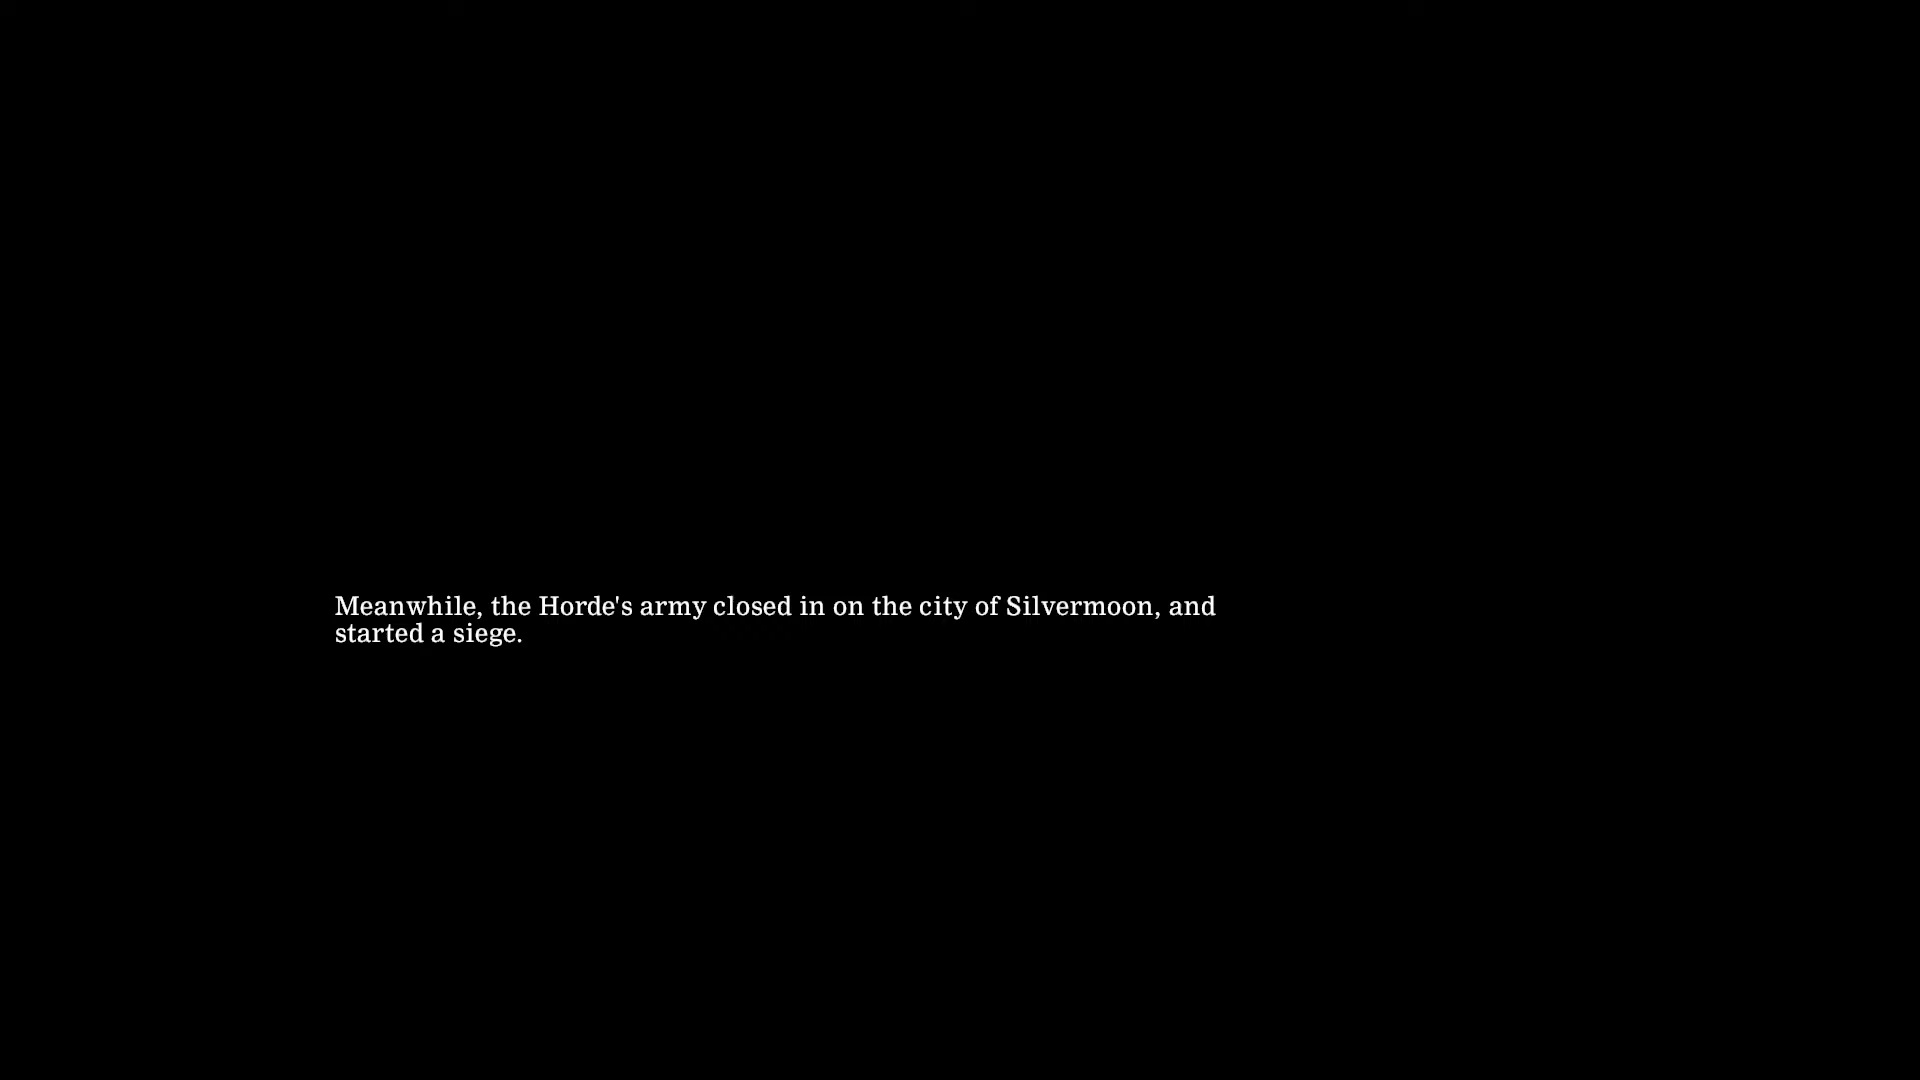 Meanwhile, the Horde's army closed in on the city of Silvermoon, and
started a siege.